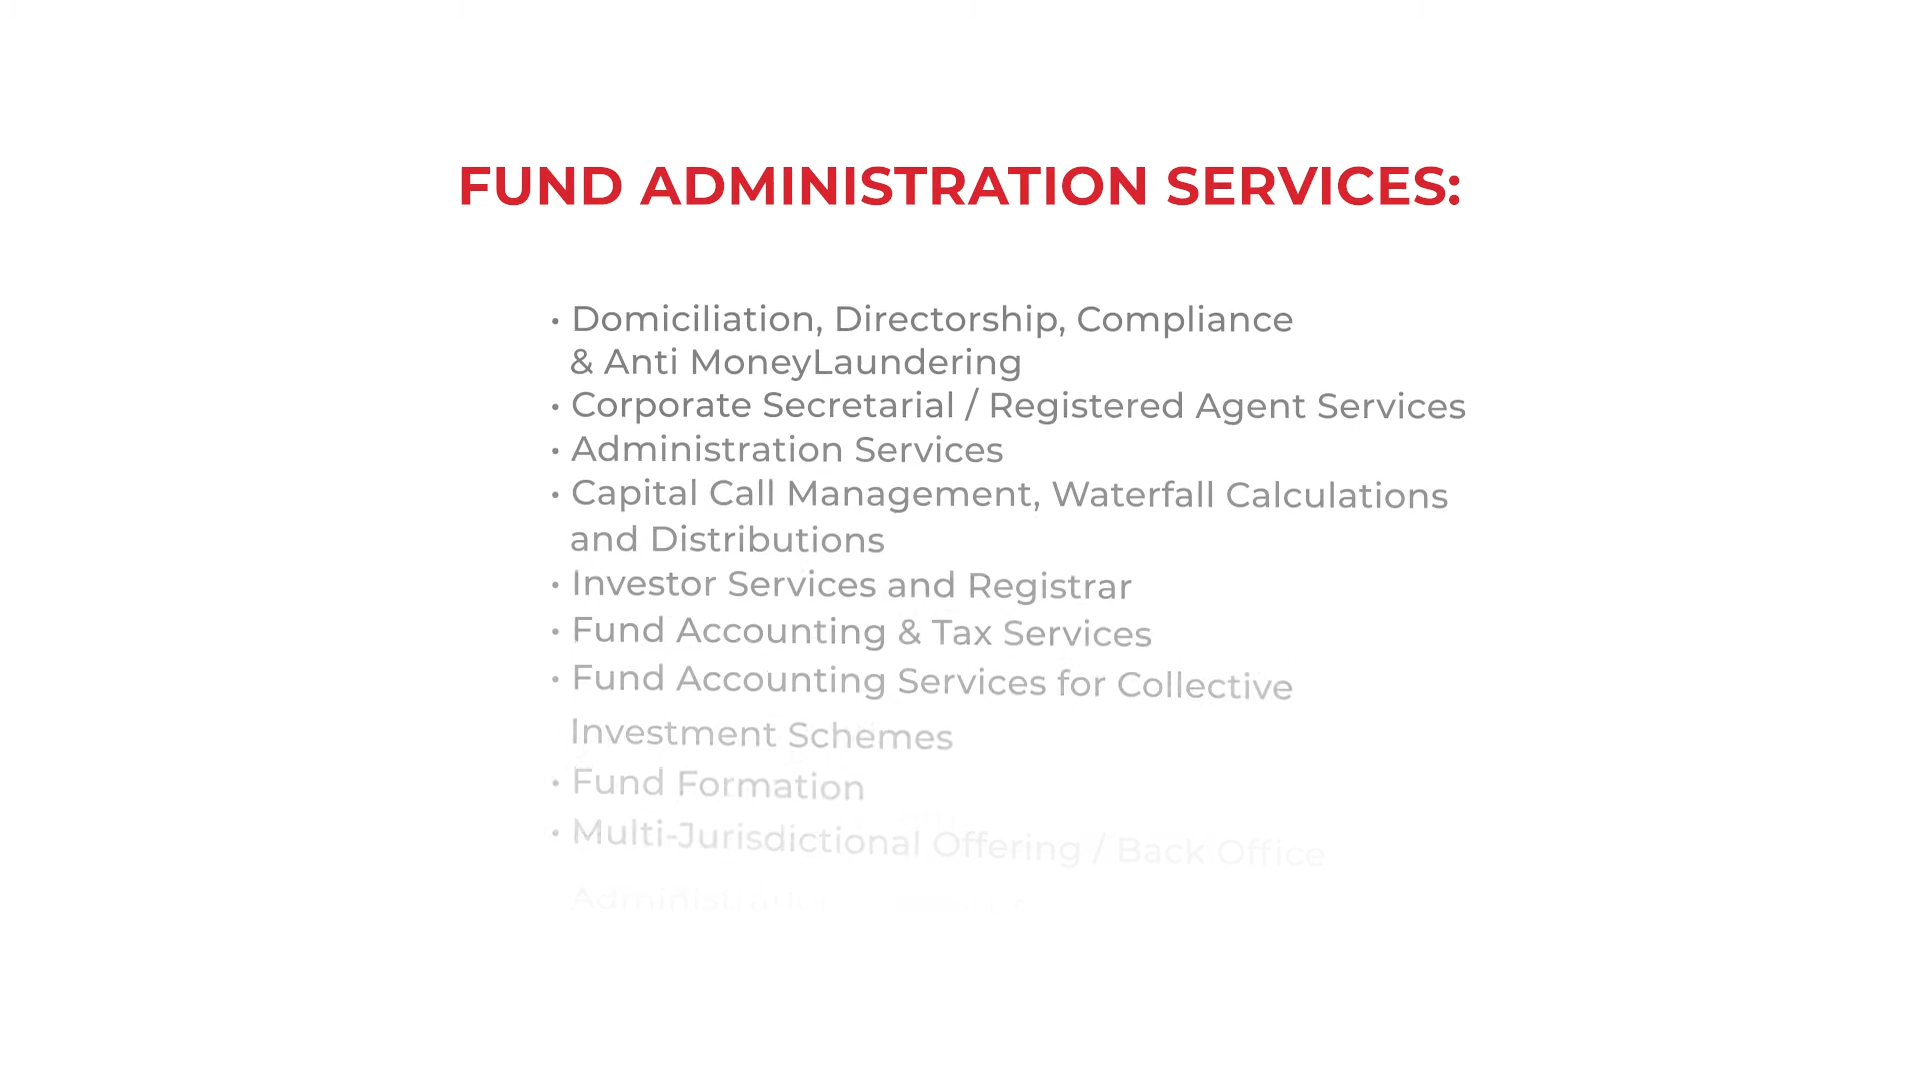 FUND ADMINISTRATION SERVICES:
• Domiciliation, Directorship, Compliance
& Anti MoneyLaundering
• Corporate Secretarial / Registered Agent Services
• Administration Services
• Capital Call Management, Waterfall Calculations
and Distributions
• Investor Services and Registrar
• Fund Accounting & Tax Services
• Fund Accounting Services for Collective
Investment Schemes
• Fund Formation
• Multi-Jurisdictional Offering / Back Office